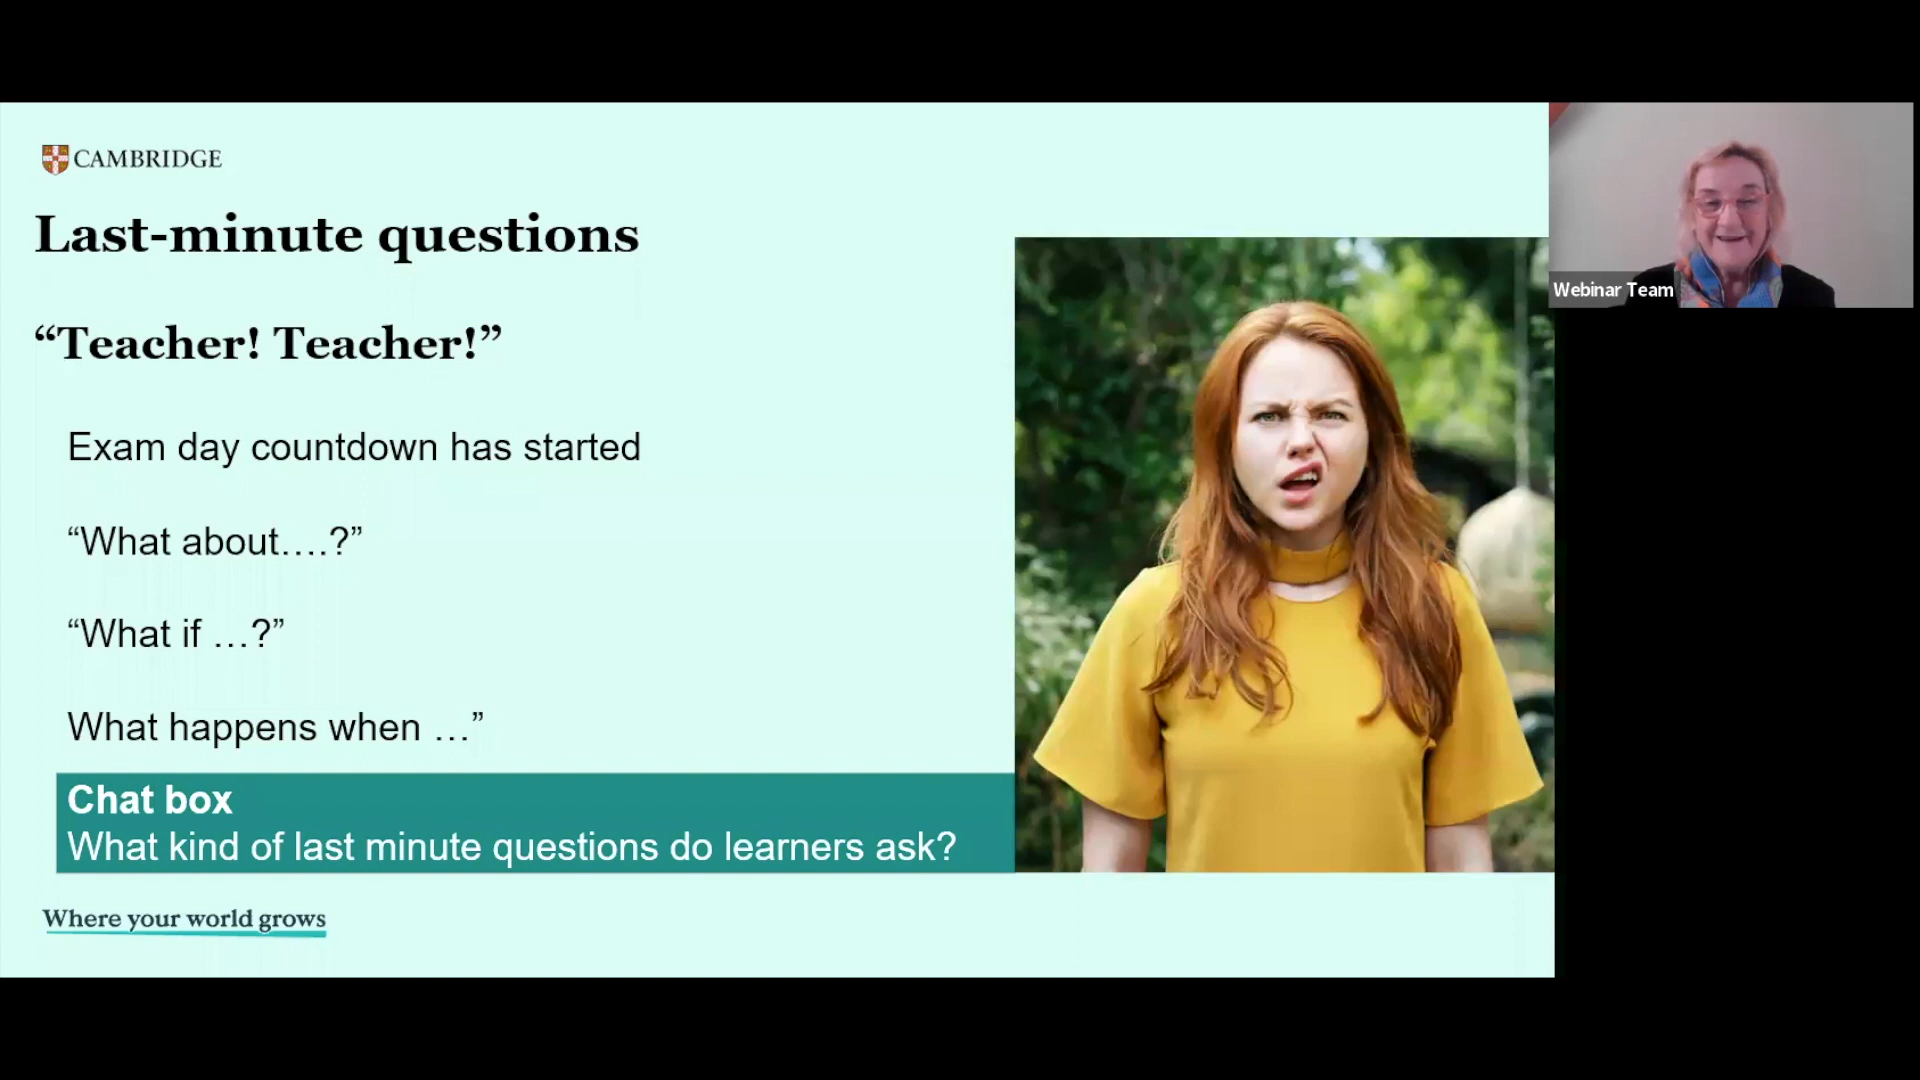 CAMBRIDGE
Last-minute questions
“Teacher! Teacher!”
Exam day countdown has started
“What about....?”
“What if ...?”
What happens when ...”
Chat box
What kind of last minute questions do learners ask?
Where your world grows
Webinar Team